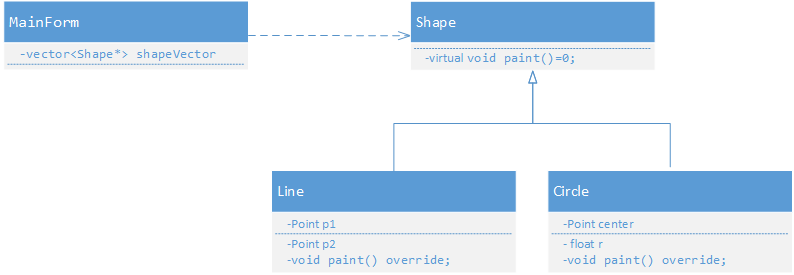 MainForm
-vector<Shape*> shapeVector
Shape
-virtual void paint()=0;
Line
-Point p1
-Point p2
-void paint() override;
Circle
-Point center
- float r
-void paint() override;